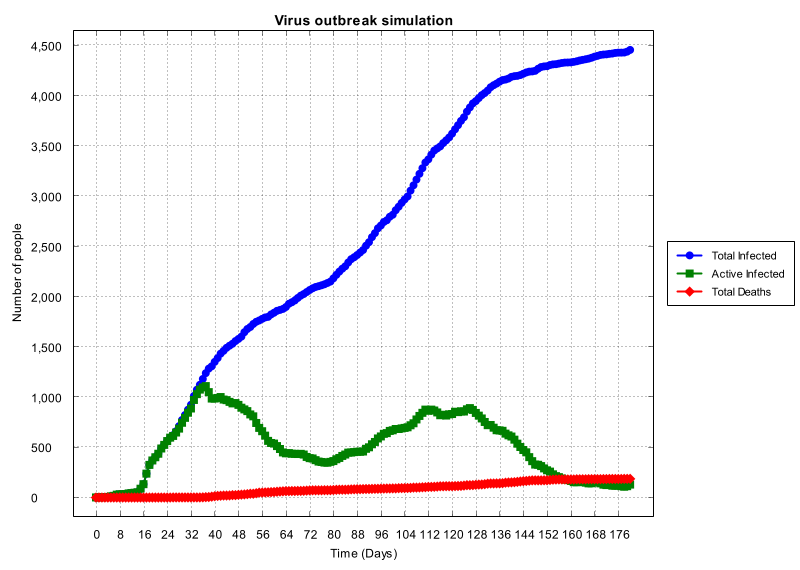 Virus outbreak simulation
4,500
4,000
3,500
3,000
2,500
2,000
1,500
1,000
500
0
Number of people
0 8 16 24 32 40 48 56 64 72 80 88 96 104 112 120 128 136 144 152 160 168 176
Time (Days)
Total Infected
Active Infected
Total Deaths